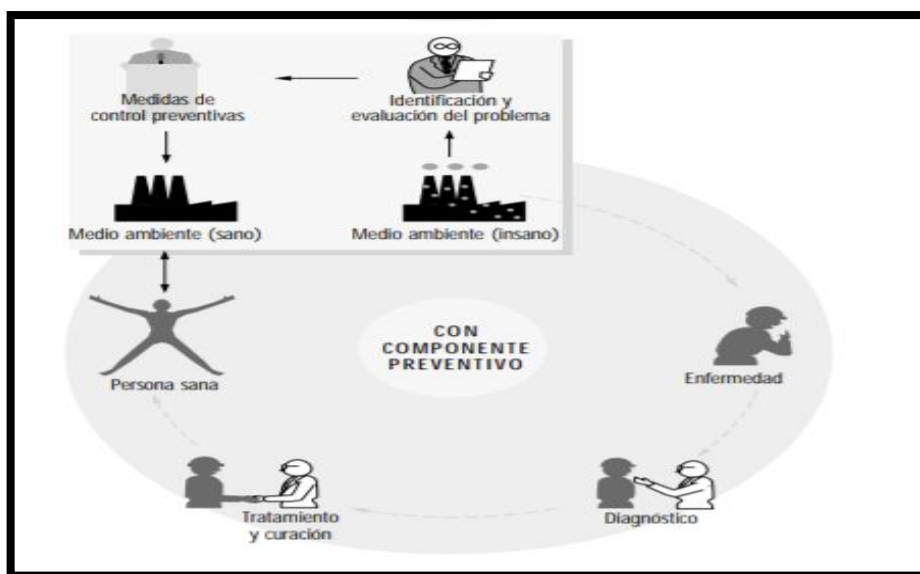 Medidas de
control preventivas
Identificación y
evaluación del problema
Medio ambiente (sano)
Medio ambiente (insano)
CON
COMPONENTE
PREVENTIVO
Persona sana
Enfermedad
Tratamiento
y curación
Diagnóstico